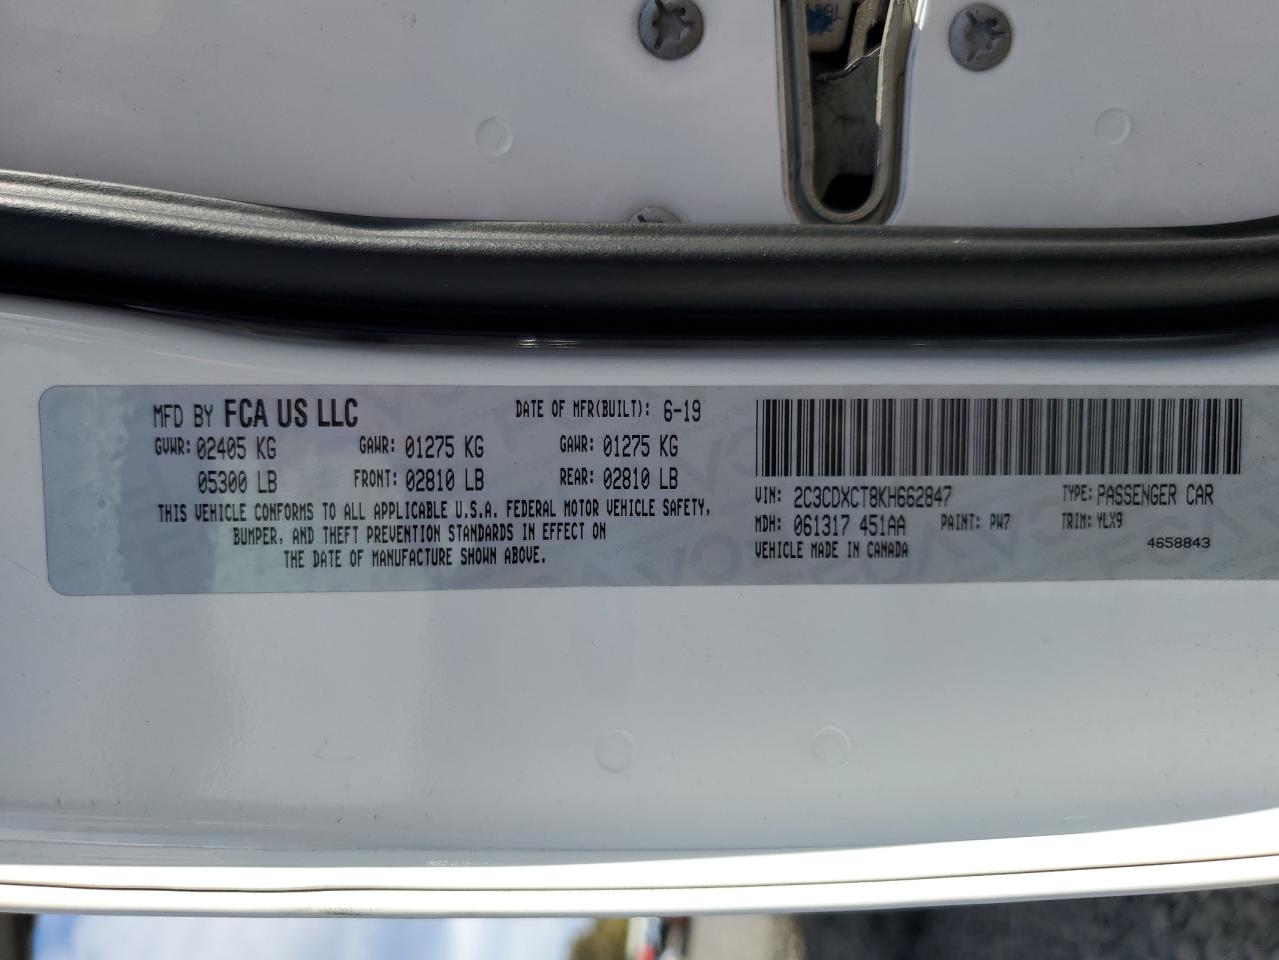 MFD BY FCA US LLC DATE OF MFR(BUILT): 6-19
GVWR: 02405 KG GAWR: 01275 KG GAWR: 01275 KG
05300 LB FRONT: 02810 LB REAR: 02810 LB
THIS VEHICLE CONFORMS TO ALL APPLICABLE U.S.A. FEDERAL MOTOR VEHICLE SAFETY,
BUMPER, AND THEFT PREVENTION STANDARDS IN EFFECT ON
THE DATE OF MANUFACTURE SHOWN ABOVE.
VIN: 2C3CDXCT8KH662847 TYPE: PASSENGER CAR
MDH: 061317 451AA PAINT: PW7 TRIM: YLX9
VEHICLE MADE IN CANADA 4658843